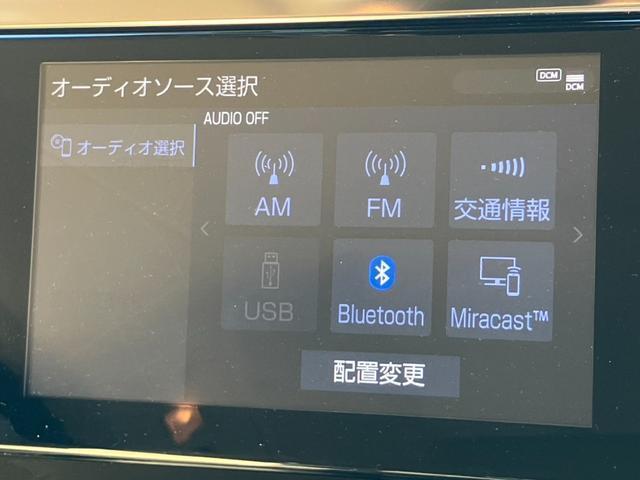 オーディオソース選択
DCM
DCM
オーディオ選択
AUDIO OFF
AM
FM
交通情報
USB
Bluetooth
Miracast™
配置変更